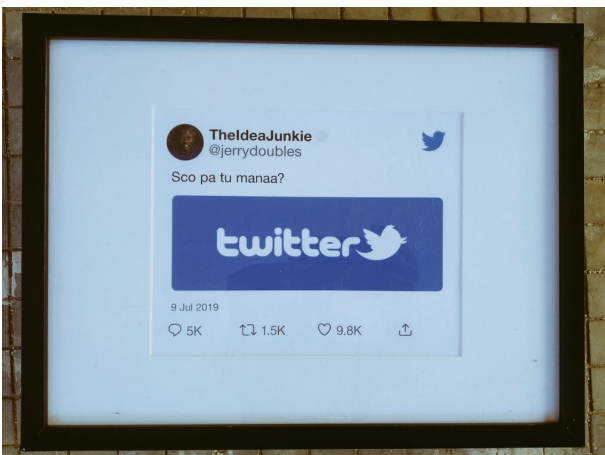 TheIdeaJunkie
@jerrydoubles
Sco pa tu manaa?
twitter
9 Jul 2019
5K 1.5K 9.8K